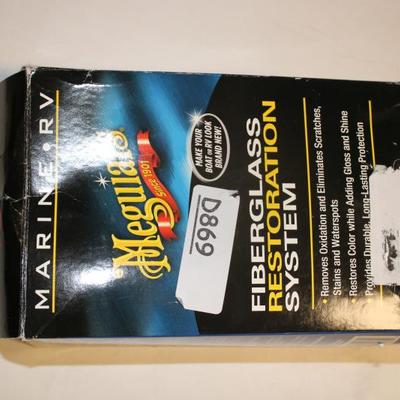 MARINE • RV
Meguiar's
Since 1901
MAKE YOUR
BOAT OR RV LOOK
BRAND NEW!
D869
FIBERGLASS
RESTORATION
SYSTEM
• Removes Oxidation and Eliminates Scratches,
Stains and Waterspots
• Restores Color while Adding Gloss and Shine
• Provides Durable, Long-Lasting Protection